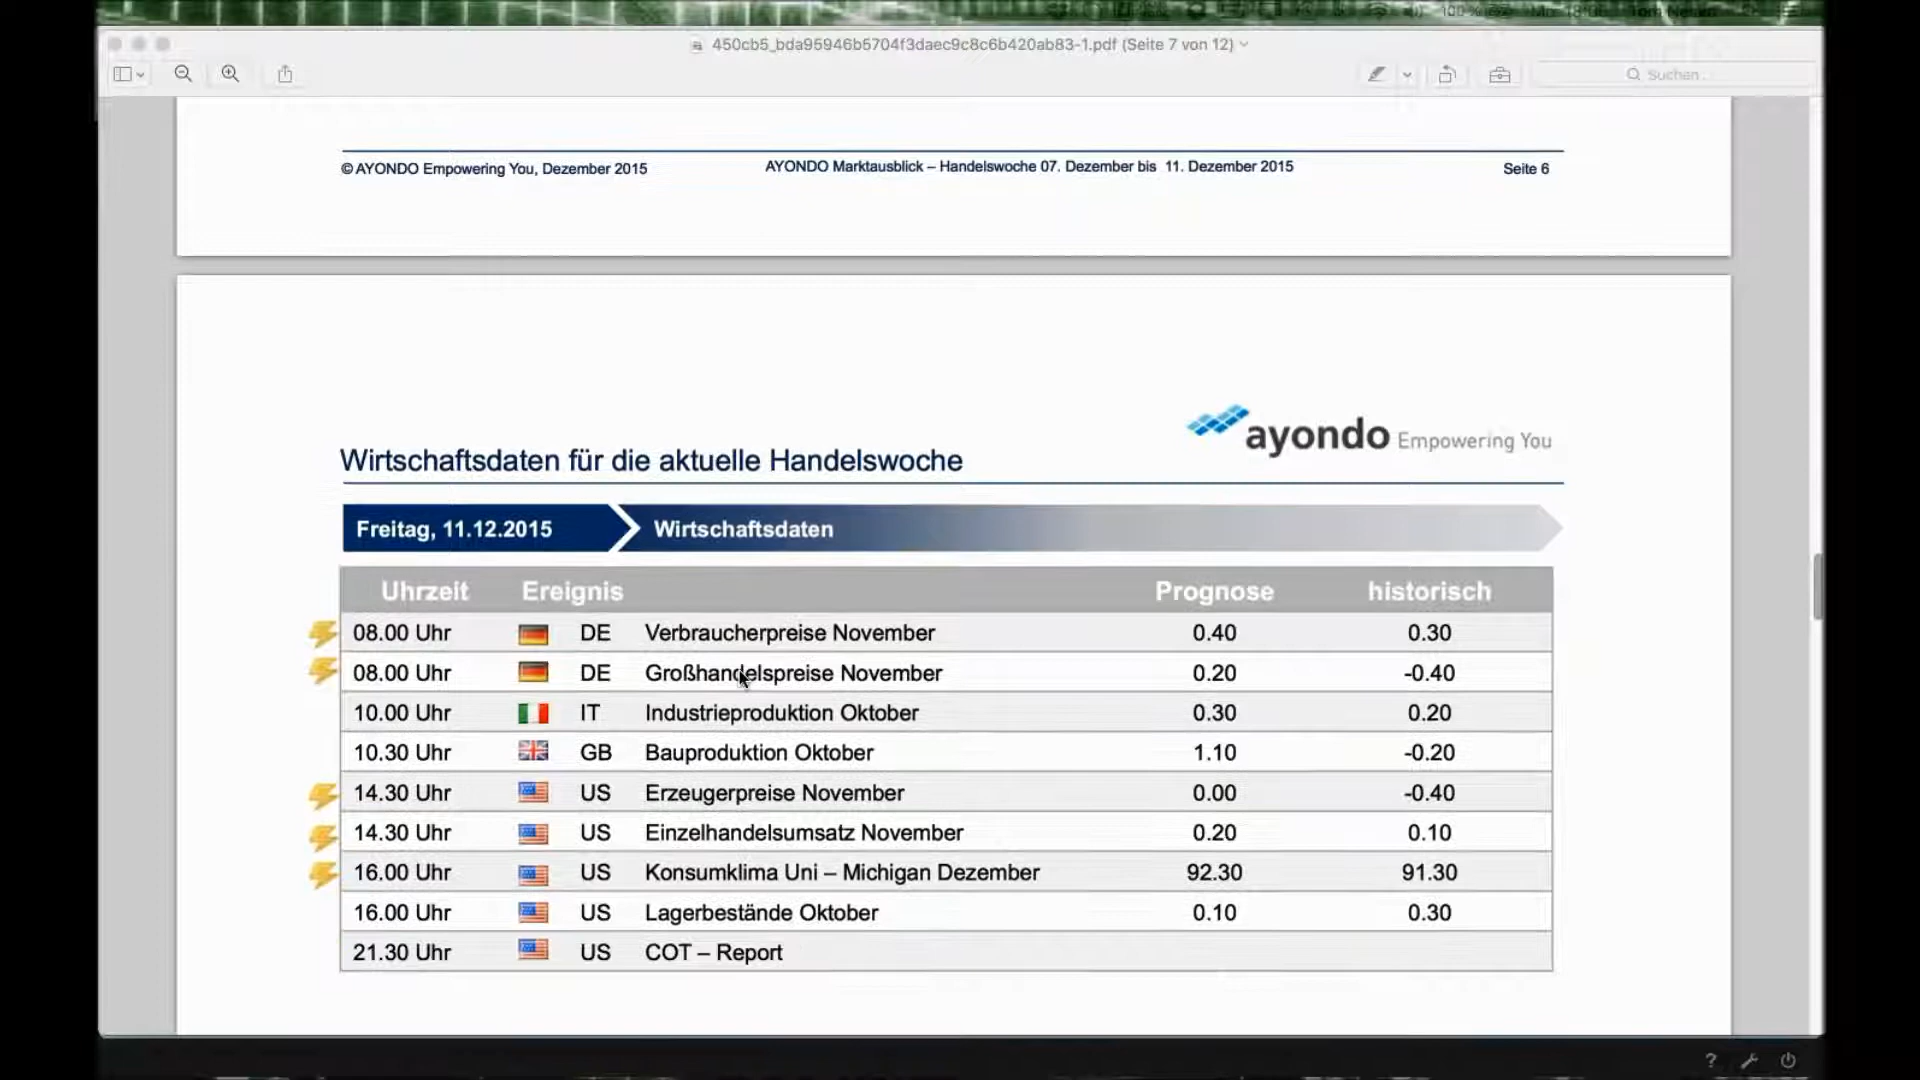 100 %
450cb5_bda95946b5704f3daec9c8c6b420ab83-1.pdf (Seite 7 von 12)
Suchen
© AYONDO Empowering You, Dezember 2015 AYONDO Marktausblick – Handelswoche 07. Dezember bis 11. Dezember 2015 Seite 6
ayondo Empowering You
Wirtschaftsdaten für die aktuelle Handelswoche
Freitag, 11.12.2015 Wirtschaftsdaten
Uhrzeit Ereignis Prognose historisch
08.00 Uhr DE Verbraucherpreise November 0.40 0.30
08.00 Uhr DE Großhandelspreise November 0.20 -0.40
10.00 Uhr IT Industrieproduktion Oktober 0.30 0.20
10.30 Uhr GB Bauproduktion Oktober 1.10 -0.20
14.30 Uhr US Erzeugerpreise November 0.00 -0.40
14.30 Uhr US Einzelhandelsumsatz November 0.20 0.10
16.00 Uhr US Konsumklima Uni – Michigan Dezember 92.30 91.30
16.00 Uhr US Lagerbestände Oktober 0.10 0.30
21.30 Uhr US COT – Report
?